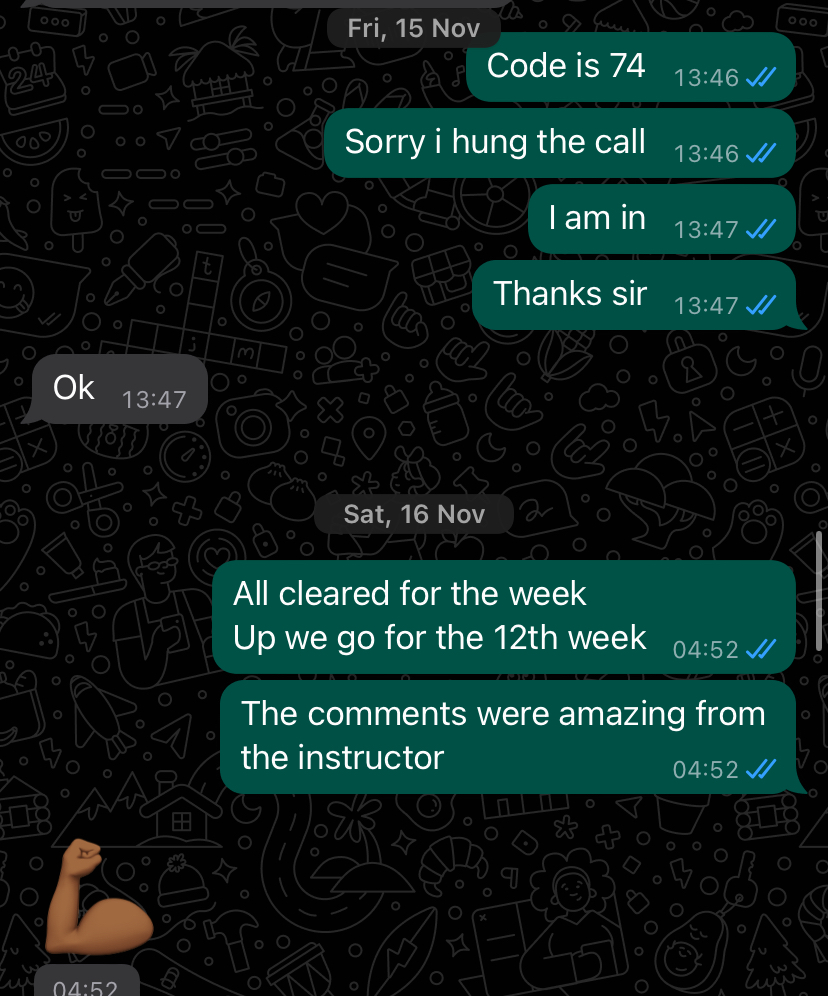 Fri, 15 Nov
Code is 74 13:46
Sorry i hung the call 13:46
I am in 13:47
Thanks sir 13:47
Ok 13:47
Sat, 16 Nov
All cleared for the week
Up we go for the 12th week 04:52
The comments were amazing from
the instructor 04:52
04:52